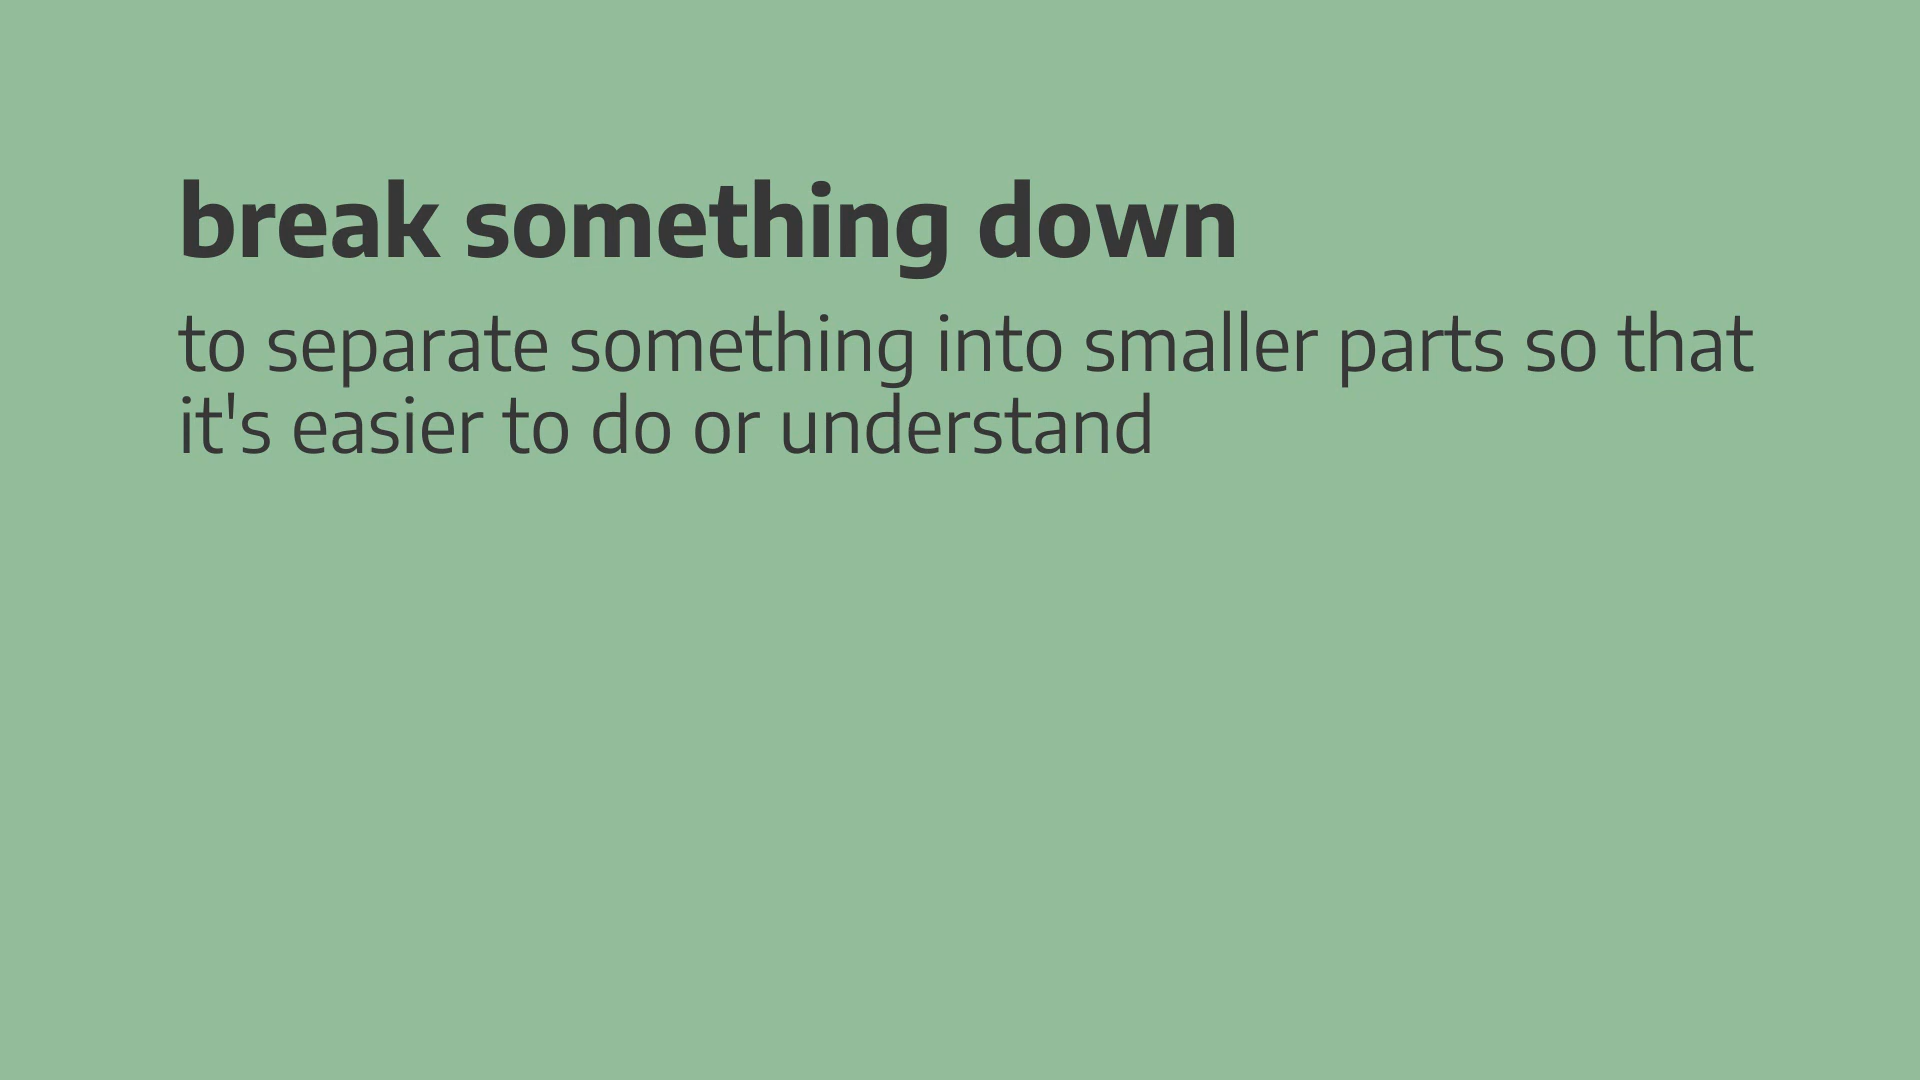 break something down
to separate something into smaller parts so that
it's easier to do or understand